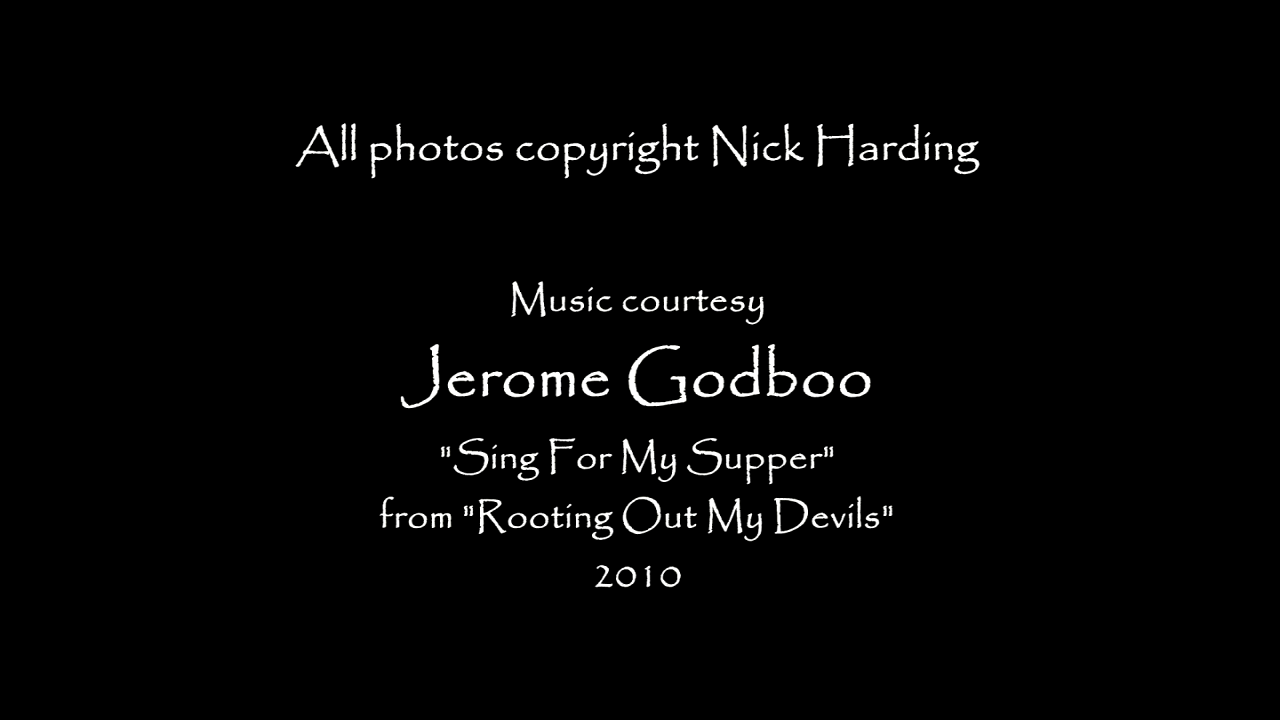 All photos copyright Nick Harding
Music courtesy
Jerome Godboo
"Sing For My Supper"
from "Rooting Out My Devils"
2010